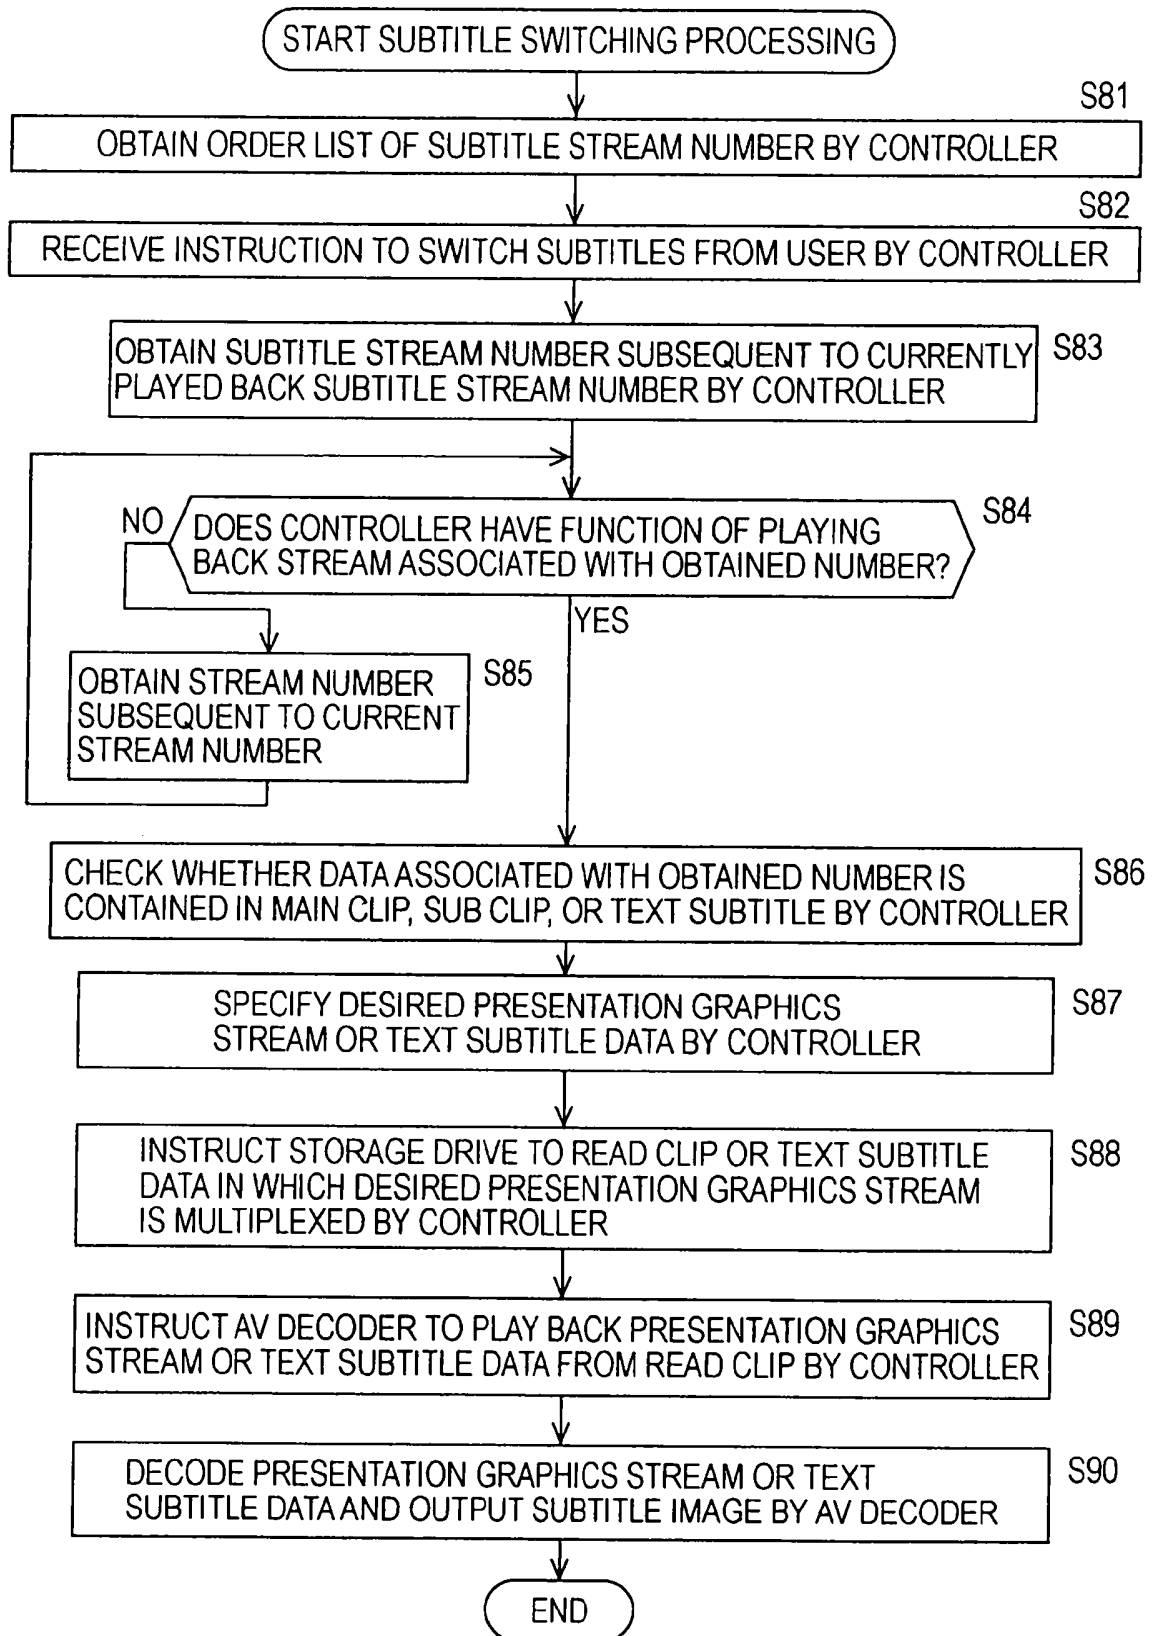 START SUBTITLE SWITCHING PROCESSING
S81
OBTAIN ORDER LIST OF SUBTITLE STREAM NUMBER BY CONTROLLER
S82
RECEIVE INSTRUCTION TO SWITCH SUBTITLES FROM USER BY CONTROLLER
OBTAIN SUBTITLE STREAM NUMBER SUBSEQUENT TO CURRENTLY
PLAYED BACK SUBTITLE STREAM NUMBER BY CONTROLLER
S83
NO
DOES CONTROLLER HAVE FUNCTION OF PLAYING
BACK STREAM ASSOCIATED WITH OBTAINED NUMBER?
S84
YES
OBTAIN STREAM NUMBER
SUBSEQUENT TO CURRENT
STREAM NUMBER
S85
CHECK WHETHER DATA ASSOCIATED WITH OBTAINED NUMBER IS
CONTAINED IN MAIN CLIP, SUB CLIP, OR TEXT SUBTITLE BY CONTROLLER
S86
SPECIFY DESIRED PRESENTATION GRAPHICS
STREAM OR TEXT SUBTITLE DATA BY CONTROLLER
S87
INSTRUCT STORAGE DRIVE TO READ CLIP OR TEXT SUBTITLE
DATA IN WHICH DESIRED PRESENTATION GRAPHICS STREAM
IS MULTIPLEXED BY CONTROLLER
S88
INSTRUCT AV DECODER TO PLAY BACK PRESENTATION GRAPHICS
STREAM OR TEXT SUBTITLE DATA FROM READ CLIP BY CONTROLLER
S89
DECODE PRESENTATION GRAPHICS STREAM OR TEXT
SUBTITLE DATA AND OUTPUT SUBTITLE IMAGE BY AV DECODER
S90
END